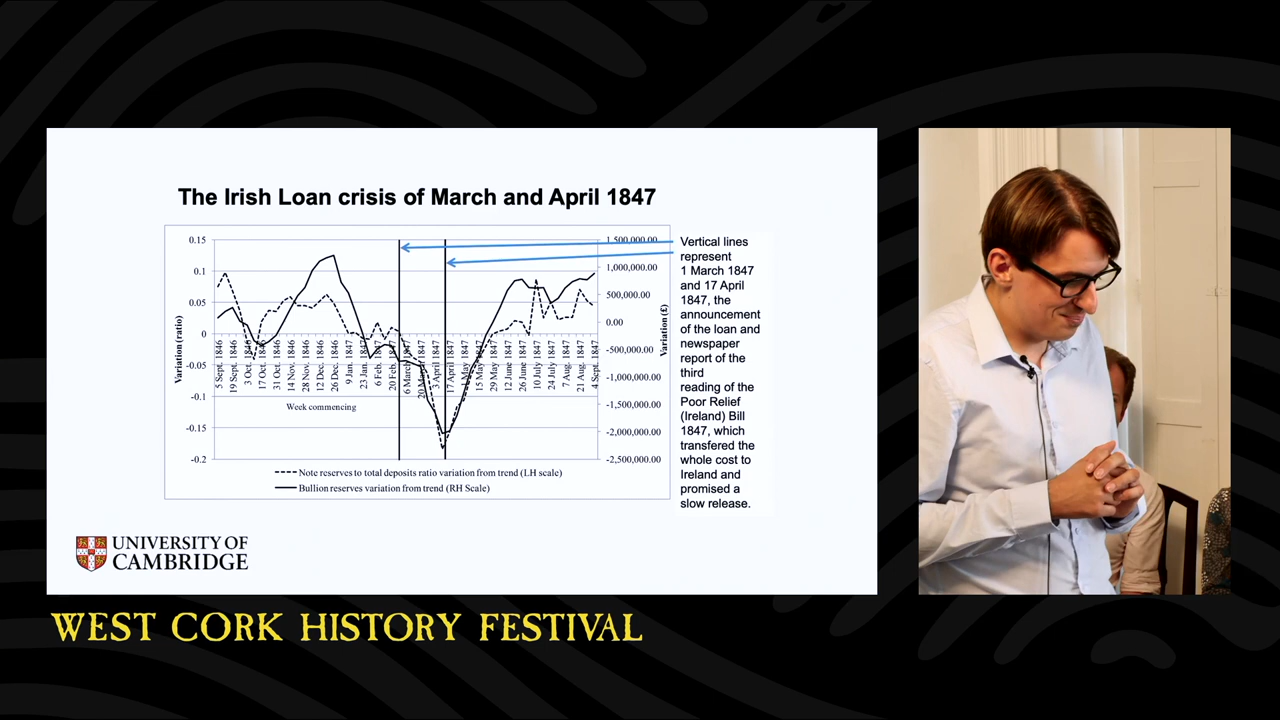 The Irish Loan crisis of March and April 1847
0.15
0.1
0.05
0
-0.05
-0.1
-0.15
-0.2
Variation (ratio)
1,500,000.00
1,000,000.00
500,000.00
0.00
-500,000.00
-1,000,000.00
-1,500,000.00
-2,000,000.00
-2,500,000.00
Variation (£)
5 Sept. 1846
19 Sept. 1846
3 Oct. 1846
17 Oct. 1846
31 Oct. 1846
14 Nov. 1846
28 Nov. 1846
12 Dec. 1846
26 Dec. 1846
9 Jan. 1847
23 Jan. 1847
6 Feb. 1847
20 Feb. 1847
6 March 1847
20 March 1847
3 April 1847
17 April 1847
May 1847
15 May 1847
29 May 1847
12 June 1847
26 June 1847
10 July 1847
24 July 1847
7 Aug. 1847
21 Aug. 1847
4 Sept. 1847
Week commencing
Note reserves to total deposits ratio variation from trend (LH scale)
Bullion reserves variation from trend (RH Scale)
Vertical lines
represent
1 March 1847
and 17 April
1847, the
announcement
of the loan and
newspaper
report of the
third
reading of the
Poor Relief
(Ireland) Bill
1847, which
transfered the
whole cost to
Ireland and
promised a
slow release.
UNIVERSITY OF
CAMBRIDGE
WEST CORK HISTORY FESTIVAL